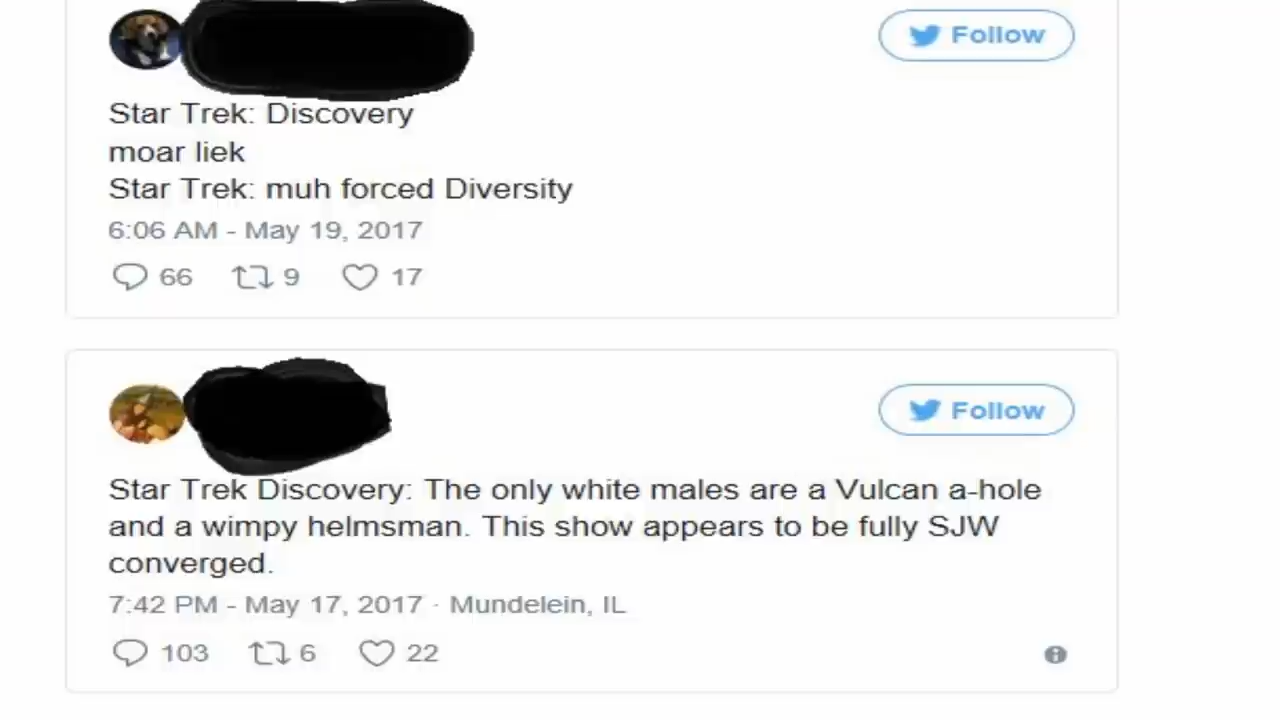 Follow
Star Trek: Discovery
moar liek
Star Trek: muh forced Diversity
6:06 AM - May 19, 2017
66 9 17
Follow
Star Trek Discovery: The only white males are a Vulcan a-hole
and a wimpy helmsman. This show appears to be fully SJW
converged.
7:42 PM - May 17, 2017 · Mundelein, IL
103 6 22